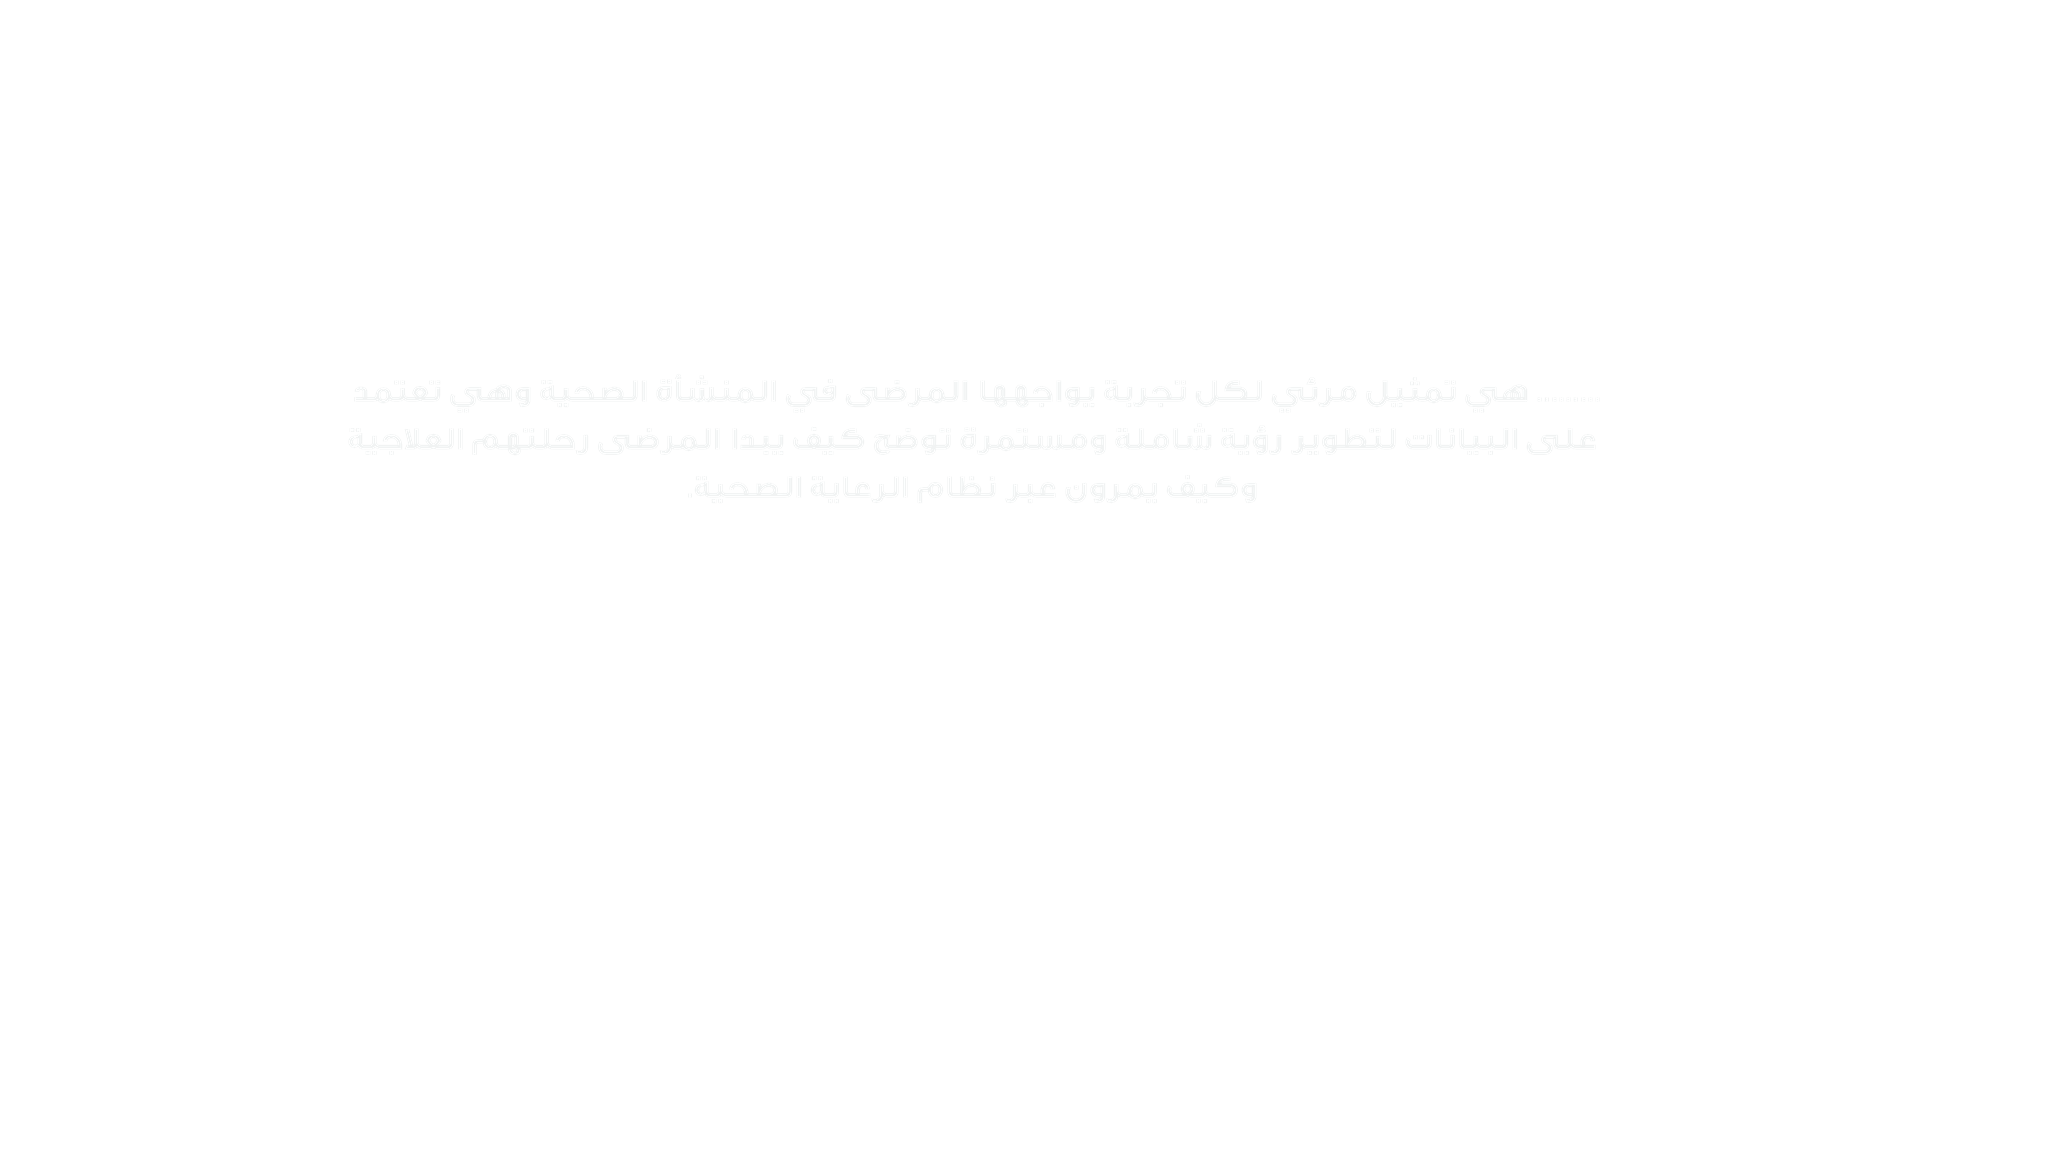 .......... هي تمثيل مرئي لكل تجربة يواجهها المرضى في المنشأة الصحية وهي تعتمد
على البيانات لتطوير رؤية شاملة ومستمرة توضح كيف يبدا المرضى رحلتهم العلاجية
وكيف يمرون عبر نظام الرعاية الصحية.